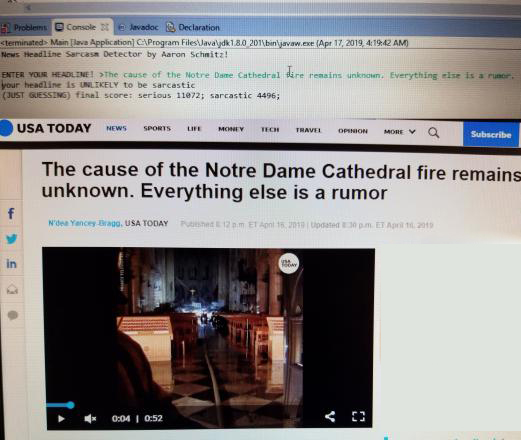 Problems Console Javadoc Declaration
<terminated> Main [Java Application] C:\Program Files\Java\jdk1.8.0_201\bin\javaw.exe (Apr 17, 2019, 4:19:42 AM)
News Headline Sarcasm Detector by Aaron Schmitz!
ENTER YOUR HEADLINE! >The cause of the Notre Dame Cathedral fire remains unknown. Everything else is a rumor.
your headline is UNLIKELY to be sarcastic
(JUST GUESSING) final score: serious 11072; sarcastic 4496;
USA TODAY NEWS SPORTS LIFE MONEY TECH TRAVEL OPINION MORE Subscribe
The cause of the Notre Dame Cathedral fire remains
unknown. Everything else is a rumor
N'dea Yancey-Bragg, USA TODAY Published 8:12 p.m. ET April 16, 2019 | Updated 8:30 p.m. ET April 16, 2019
USA
TODAY
0:04 | 0:52